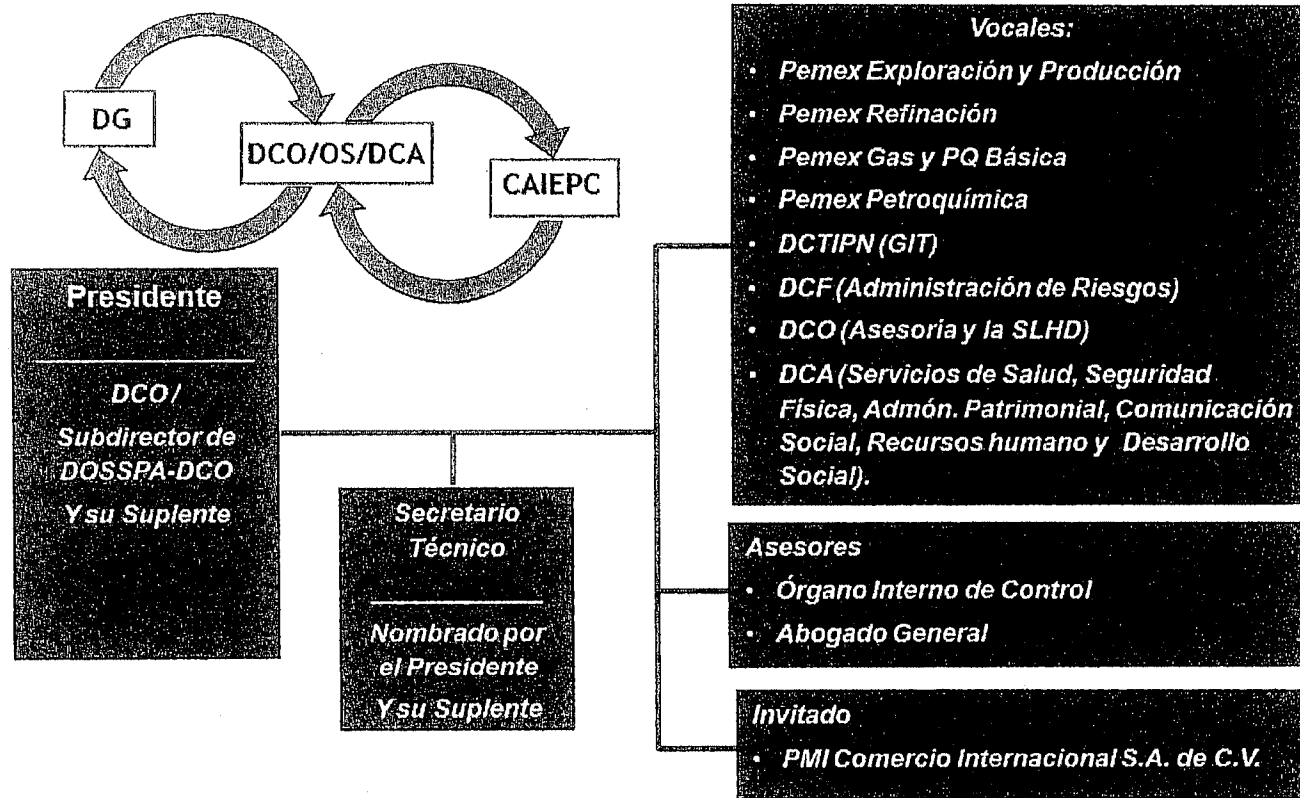 DG
DCO/OS/DCA
CAIEPC
Presidente
DCO /
Subdirector de
DOSSPA-DCO
Y su Suplente
Secretario
Técnico
Nombrado por
el Presidente
Y su Suplente
Vocales:
• Pemex Exploración y Producción
• Pemex Refinación
• Pemex Gas y PQ Básica
• Pemex Petroquímica
• DCTIPN (GIT)
• DCF (Administración de Riesgos)
• DCO (Asesoría y la SLHD)
• DCA (Servicios de Salud, Seguridad
Física, Admón. Patrimonial, Comunicación
Social, Recursos humano y Desarrollo
Social).
Asesores
• Órgano Interno de Control
• Abogado General
Invitado
• PMI Comercio Internacional S.A. de C.V.